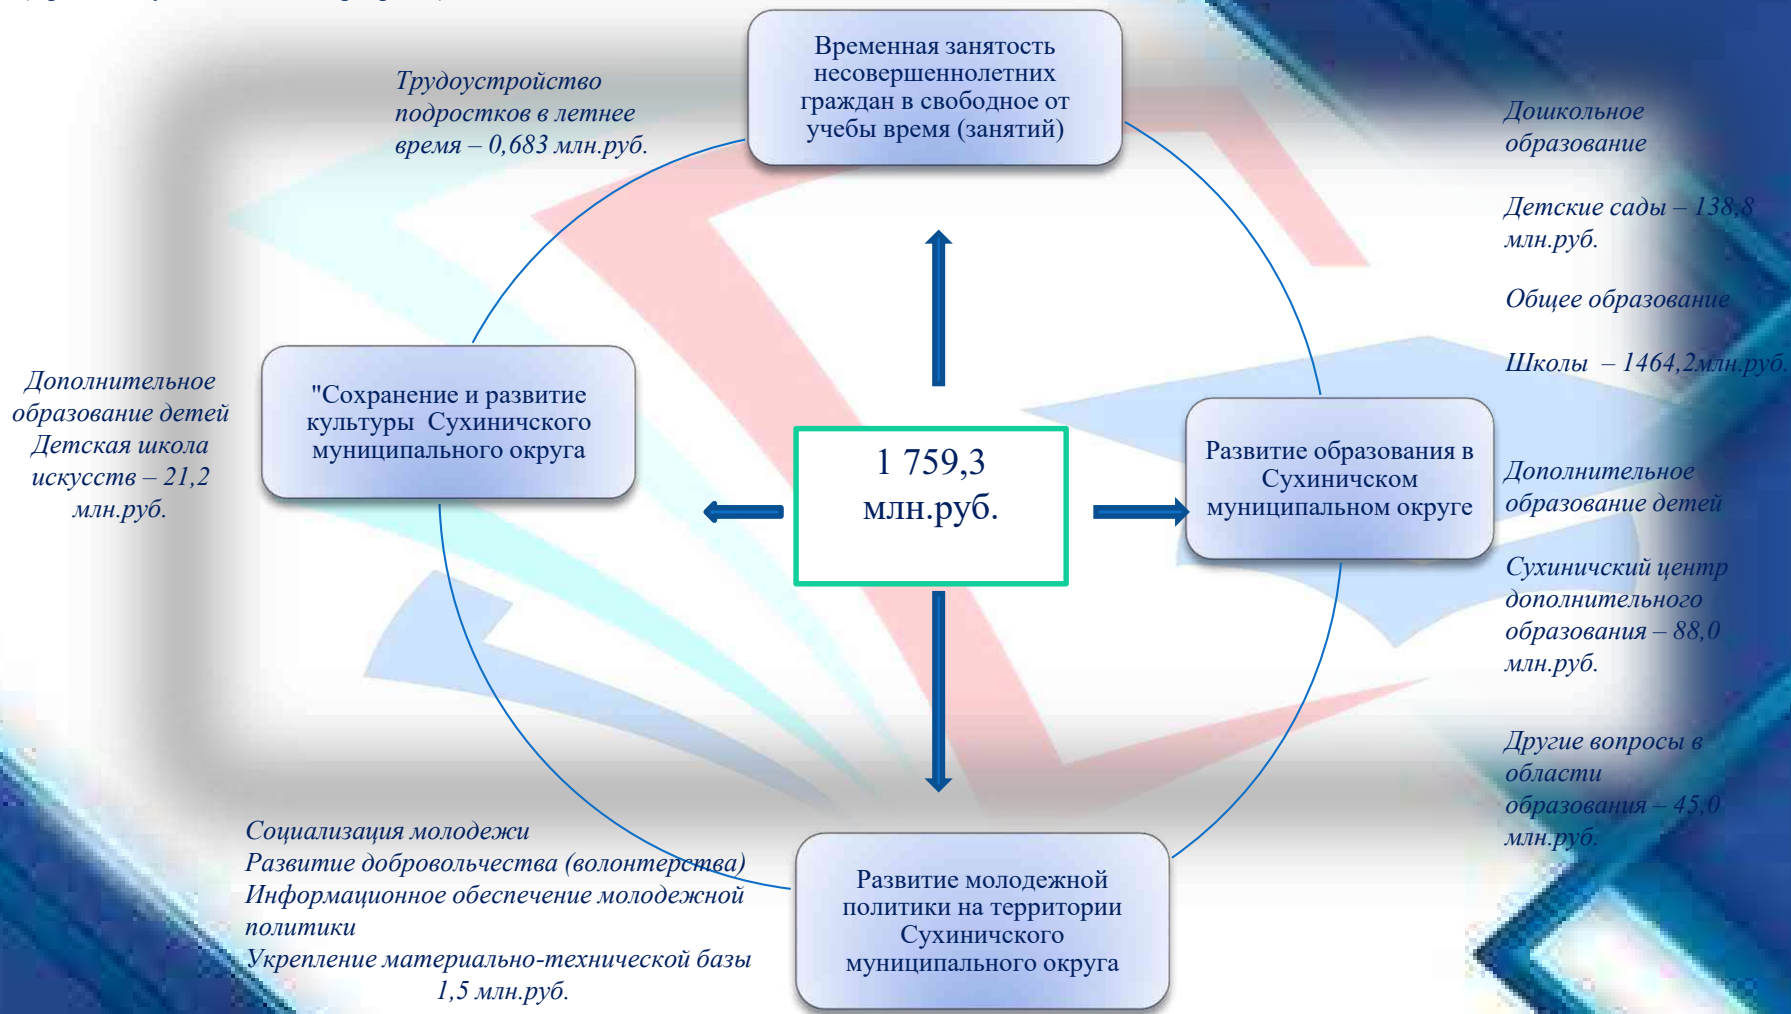 Временная занятость
несовершеннолетних
граждан в свободное от
учебы время (занятий)
Трудоустройство
подростков в летнее
время – 0,683 млн.руб.
Дошкольное
образование
Детские сады – 138,8
млн.руб.
Общее образование
Школы – 1464,2млн.руб.
Дополнительное
образование детей
Детская школа
искусств – 21,2
млн.руб.
"Сохранение и развитие
культуры Сухиничского
муниципального округа
1 759,3
млн.руб.
Развитие образования в
Сухиничском
муниципальном округе
Дополнительное
образование детей
Сухиничский центр
дополнительного
образования – 88,0
млн.руб.
Другие вопросы в
области
образования – 45,0
млн.руб.
Социализация молодежи
Развитие добровольчества (волонтерства)
Информационное обеспечение молодежной
политики
Укрепление материально-технической базы
1,5 млн.руб.
Развитие молодежной
политики на территории
Сухиничского
муниципального округа